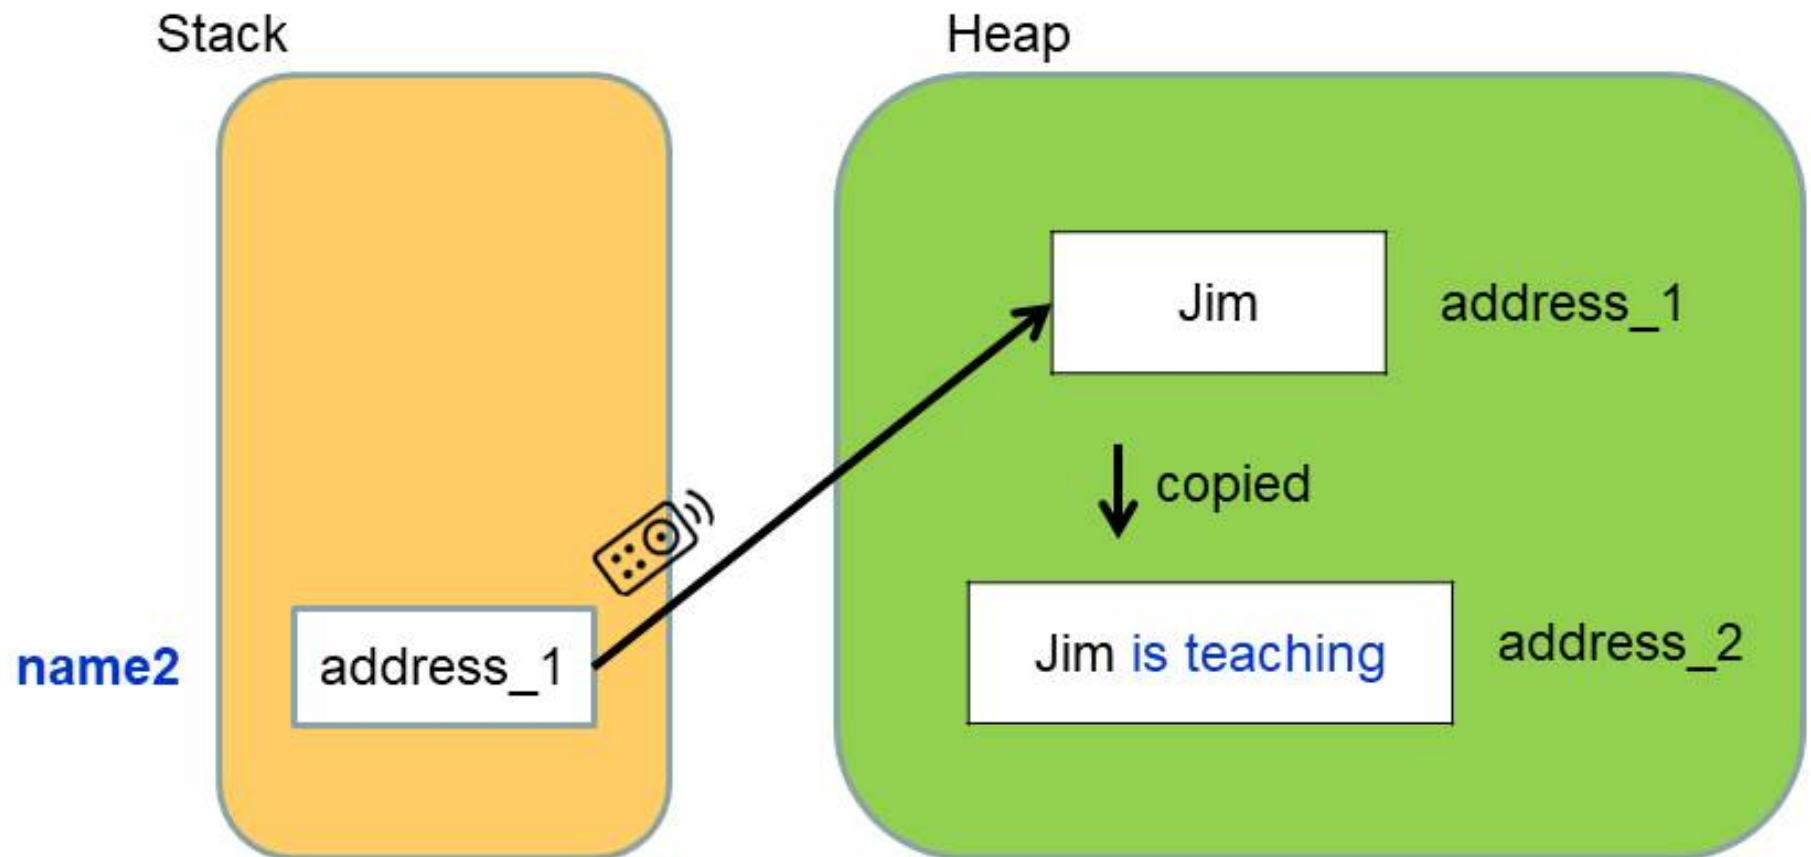 Stack
Heap
Jim
address_1
copied
name2
address_1
Jim is teaching
address_2